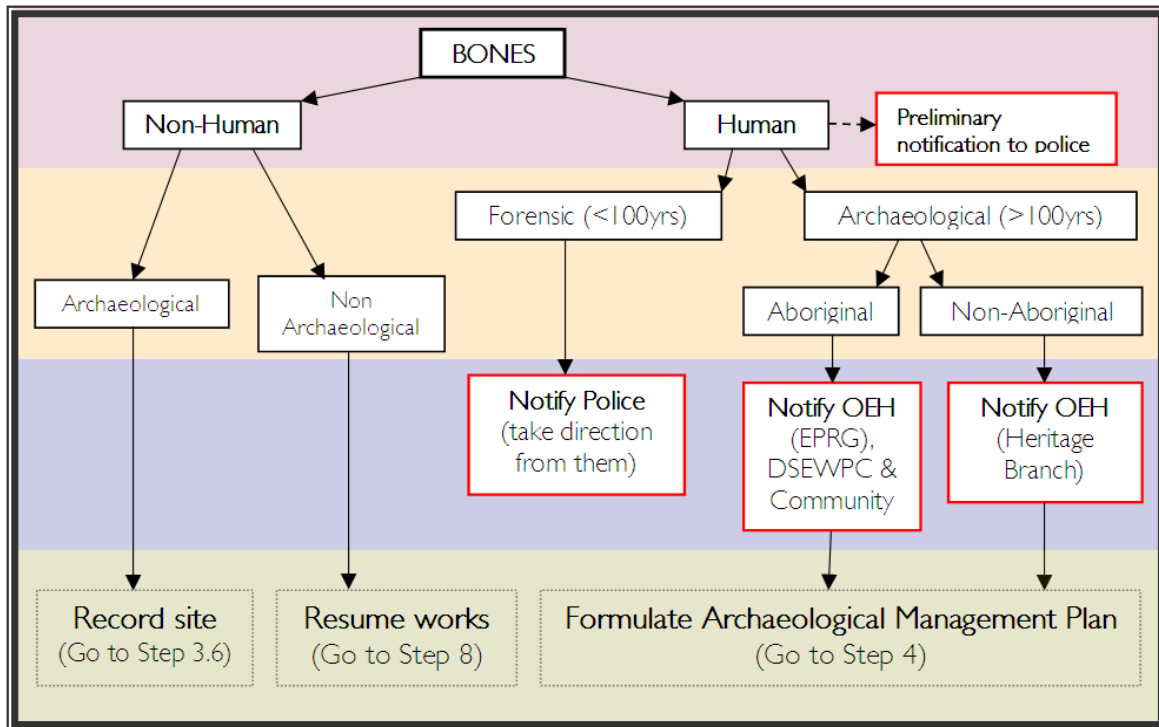 BONES
Non-Human
Human
Preliminary
notification to police
Forensic (<100yrs)
Archaeological (>100yrs)
Archaeological
Non
Archaeological
Aboriginal
Non-Aboriginal
Notify Police
(take direction
from them)
Notify OEH
(EPRG),
DSEWPC &
Community
Notify OEH
(Heritage
Branch)
Record site
(Go to Step 3.6)
Resume works
(Go to Step 8)
Formulate Archaeological Management Plan
(Go to Step 4)